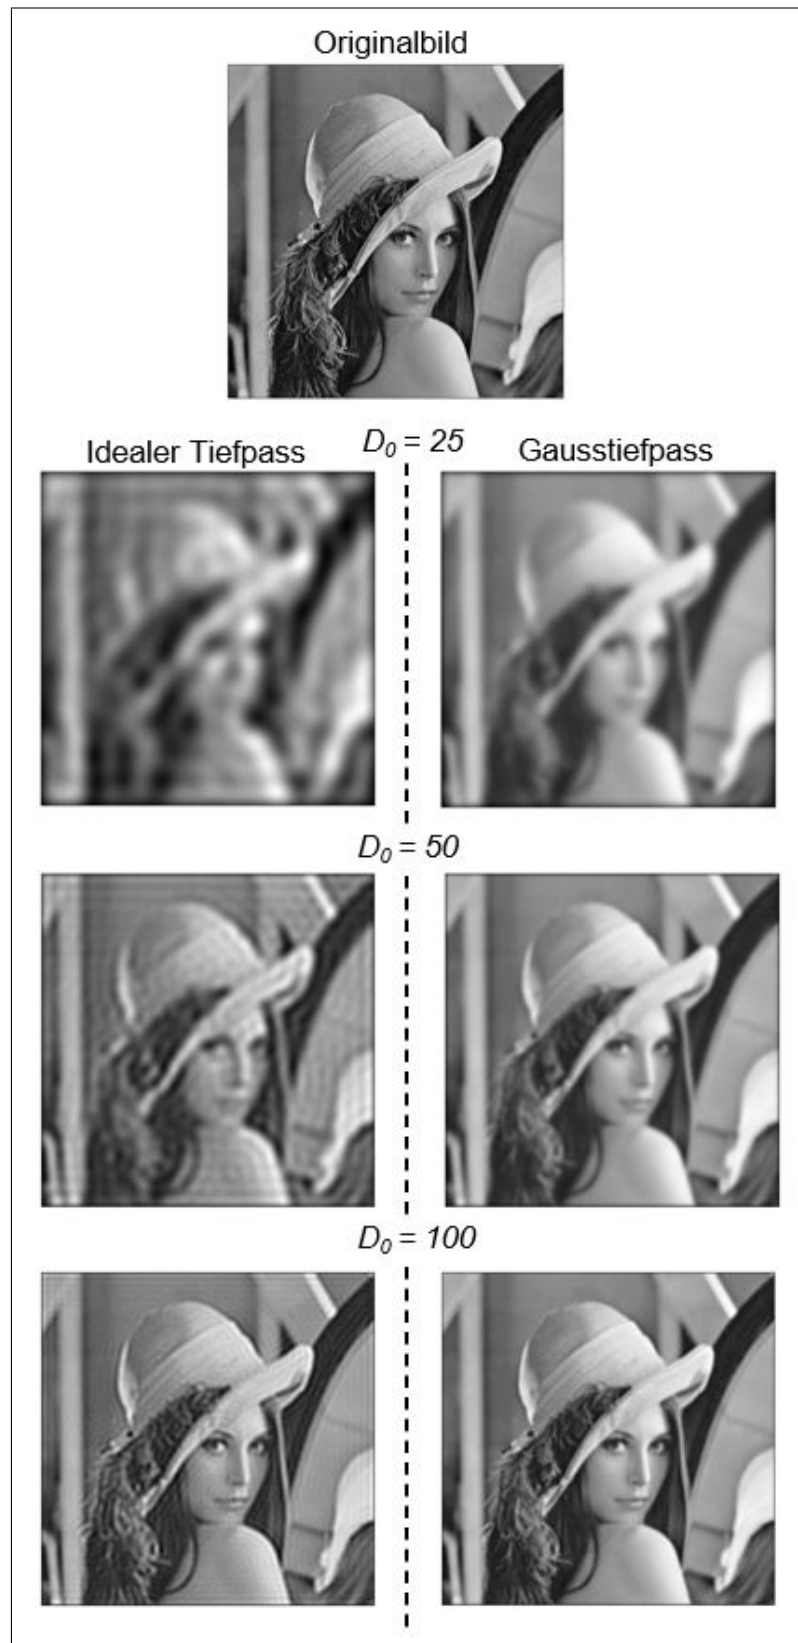 Originalbild
D₀ = 25
Idealer Tiefpass
Gausstiefpass
D₀ = 50
D₀ = 100